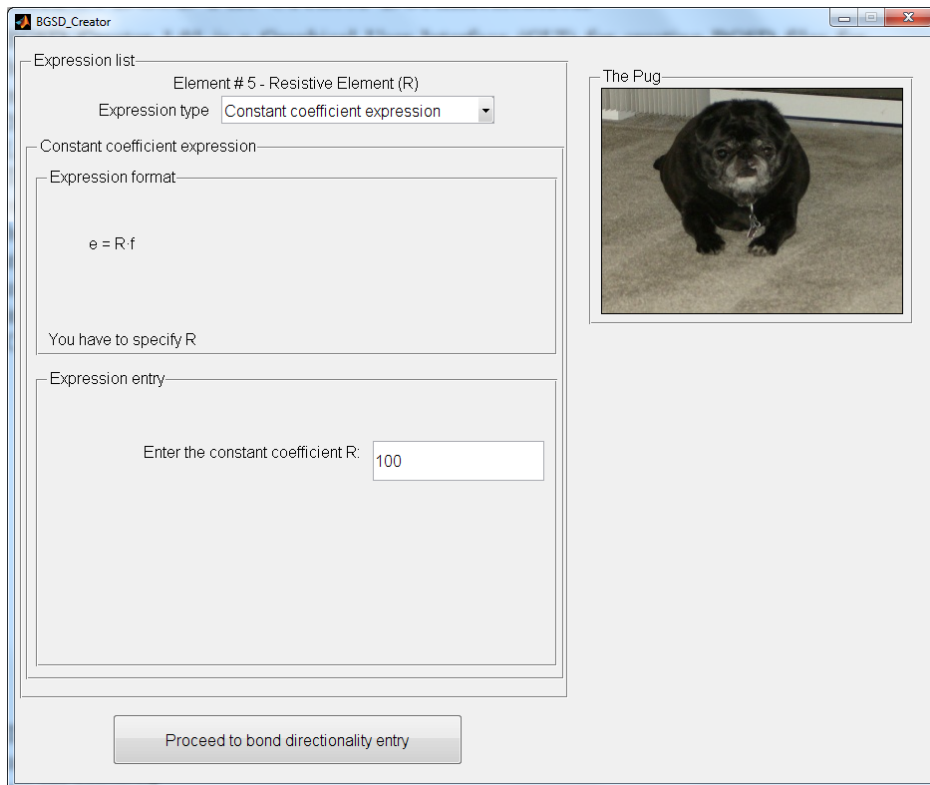 BGSD_Creator
Expression list
Element # 5 - Resistive Element (R)
Expression type Constant coefficient expression
Constant coefficient expression
Expression format
e = R·f
You have to specify R
Expression entry
Enter the constant coefficient R: 100
Proceed to bond directionality entry
The Pug